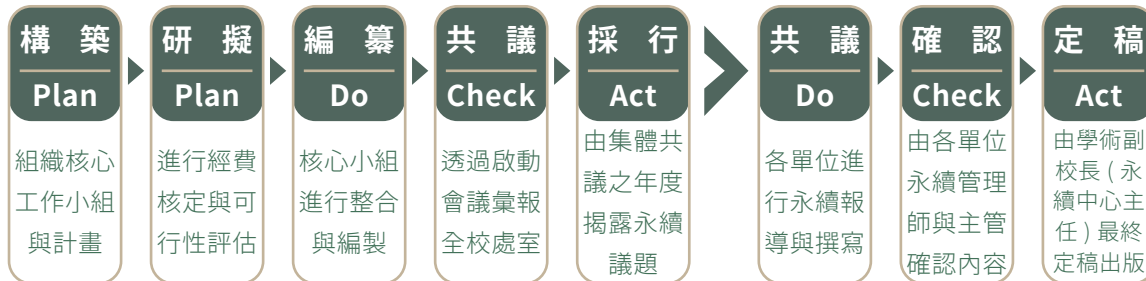 構築
Plan
組織核心
工作小組
與計畫
研擬
Plan
進行經費
核定與可
行性評估
編纂
Do
核心小組
進行整合
與編製
共議
Check
透過啟動
會議彙報
全校處室
採行
Act
由集體共
議之年度
揭露永續
議題
共議
Do
各單位進
行永續報
導與撰寫
確認
Check
由各單位
永續管理
師與主管
確認內容
定稿
Act
由學術副
校長(永
續中心主
任)最終
定稿出版